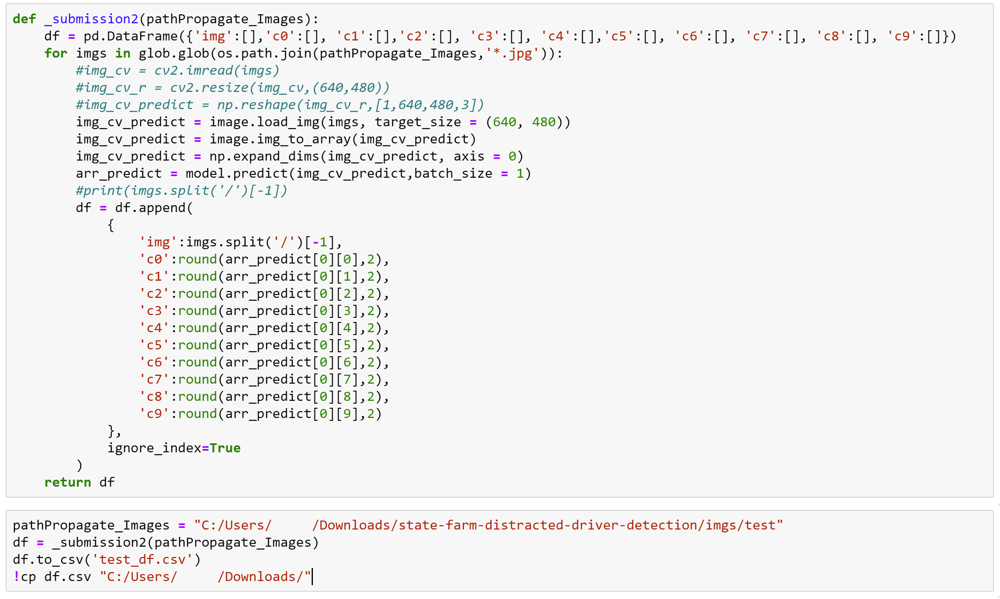 def _submission2(pathPropagate_Images):
    df = pd.DataFrame({'img':[],'c0':[], 'c1':[],'c2':[], 'c3':[], 'c4':[],'c5':[], 'c6':[], 'c7':[], 'c8':[], 'c9':[]})
    for imgs in glob.glob(os.path.join(pathPropagate_Images,'*.jpg')):
        #img_cv = cv2.imread(imgs)
        #img_cv_r = cv2.resize(img_cv,(640,480))
        #img_cv_predict = np.reshape(img_cv_r,[1,640,480,3])
        img_cv_predict = image.load_img(imgs, target_size = (640, 480))
        img_cv_predict = image.img_to_array(img_cv_predict)
        img_cv_predict = np.expand_dims(img_cv_predict, axis = 0)
        arr_predict = model.predict(img_cv_predict,batch_size = 1)
        #print(imgs.split('/')[-1])
        df = df.append(
            {
                'img':imgs.split('/')[-1],
                'c0':round(arr_predict[0][0],2),
                'c1':round(arr_predict[0][1],2),
                'c2':round(arr_predict[0][2],2),
                'c3':round(arr_predict[0][3],2),
                'c4':round(arr_predict[0][4],2),
                'c5':round(arr_predict[0][5],2),
                'c6':round(arr_predict[0][6],2),
                'c7':round(arr_predict[0][7],2),
                'c8':round(arr_predict[0][8],2),
                'c9':round(arr_predict[0][9],2)
            },
            ignore_index=True
        )
    return df
pathPropagate_Images = "C:/Users/     /Downloads/state-farm-distracted-driver-detection/imgs/test"
df = _submission2(pathPropagate_Images)
df.to_csv('test_df.csv')
!cp df.csv "C:/Users/     /Downloads/"